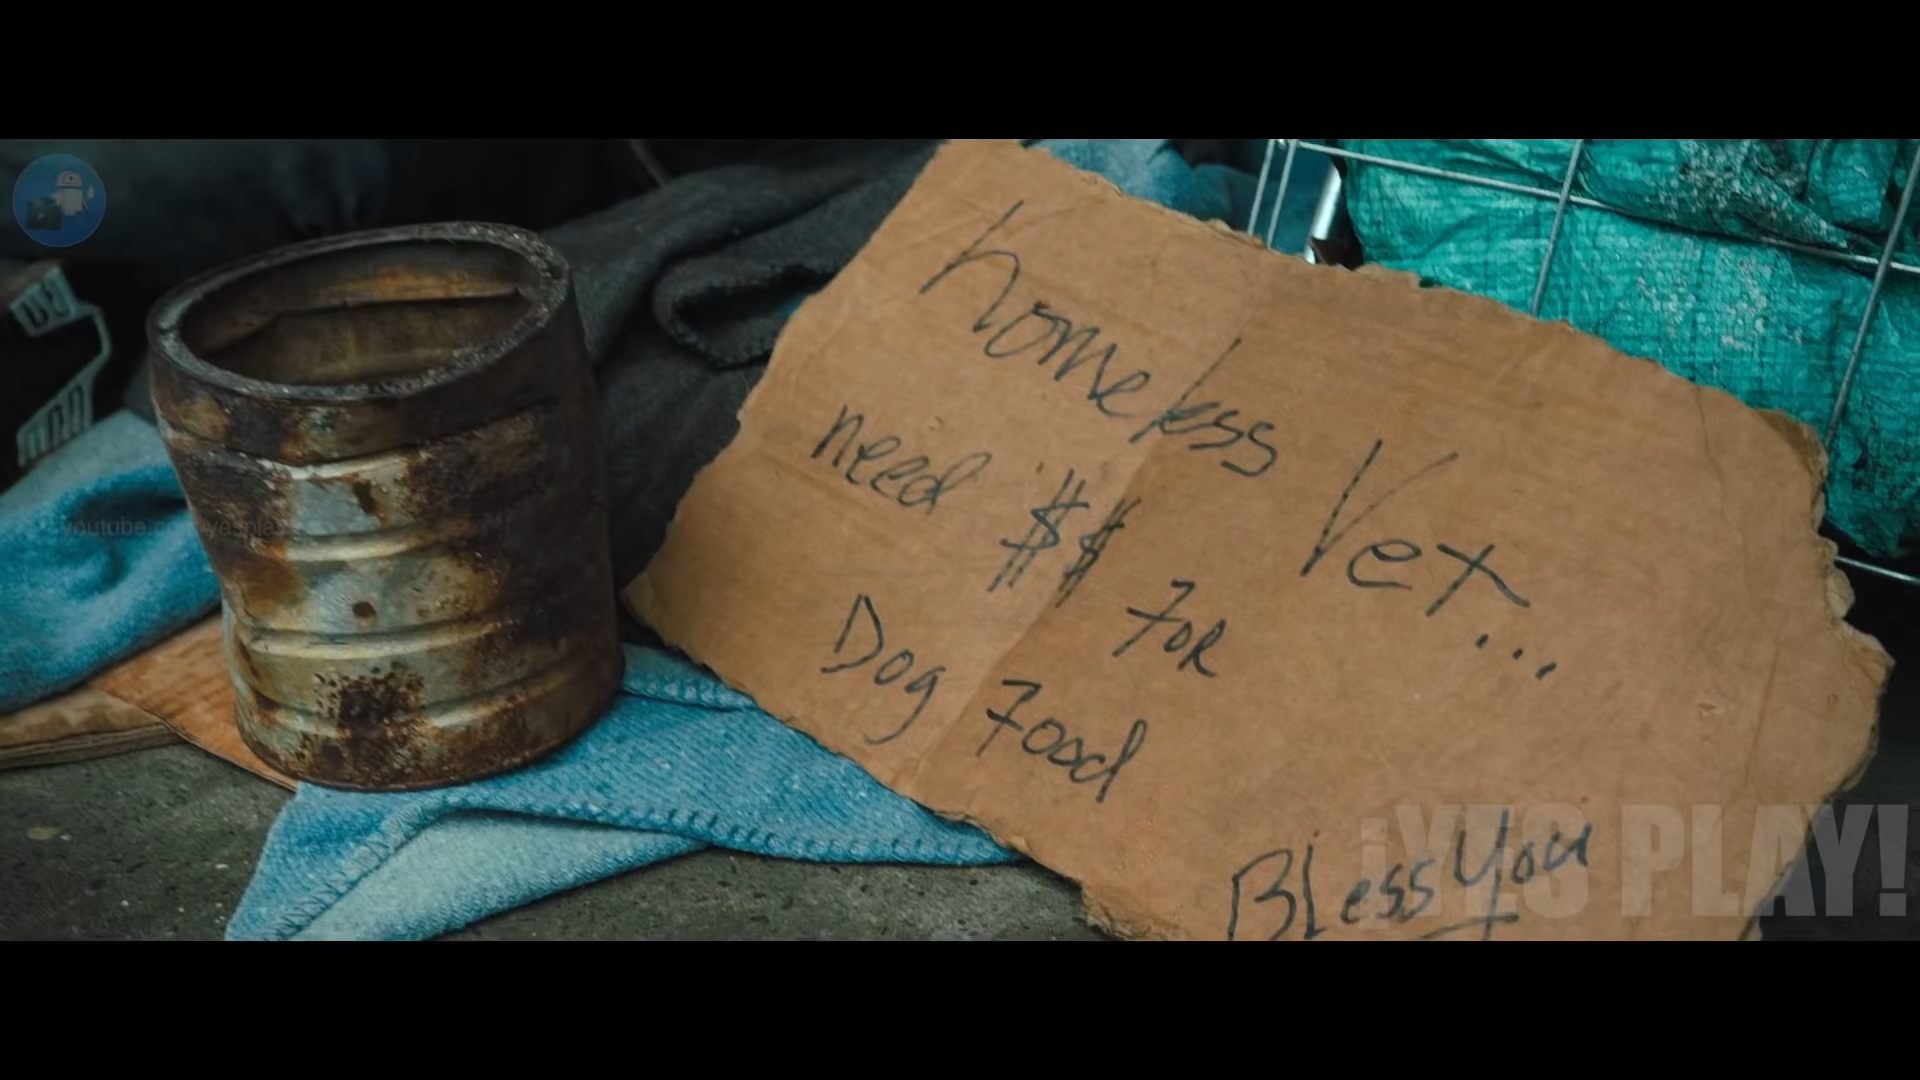 homeless Vet...
need $$ FOR
Dog Food
Bless You
¡YES PLAY!